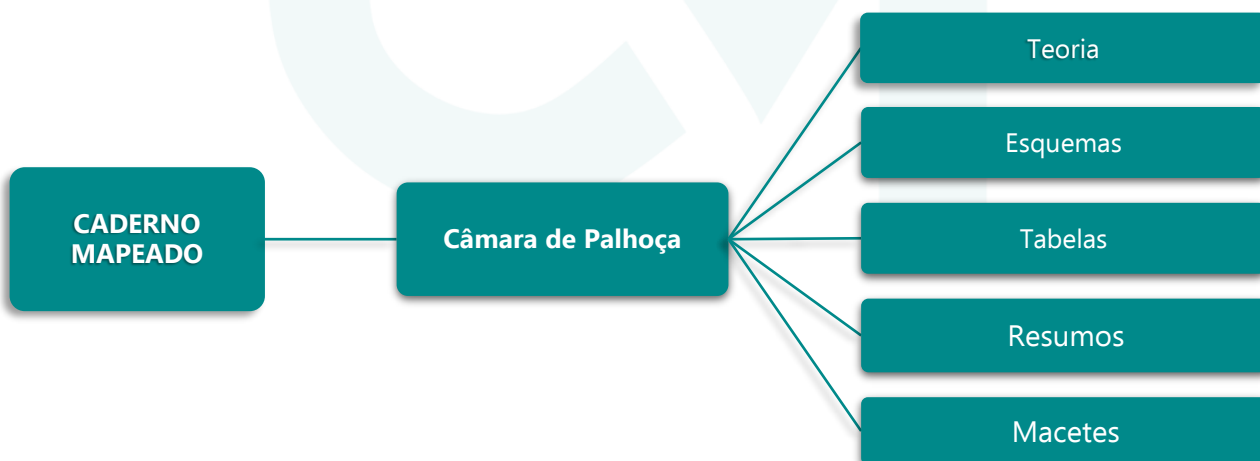 CADERNO
MAPEADO
Câmara de Palhoça
Teoria
Esquemas
Tabelas
Resumos
Macetes